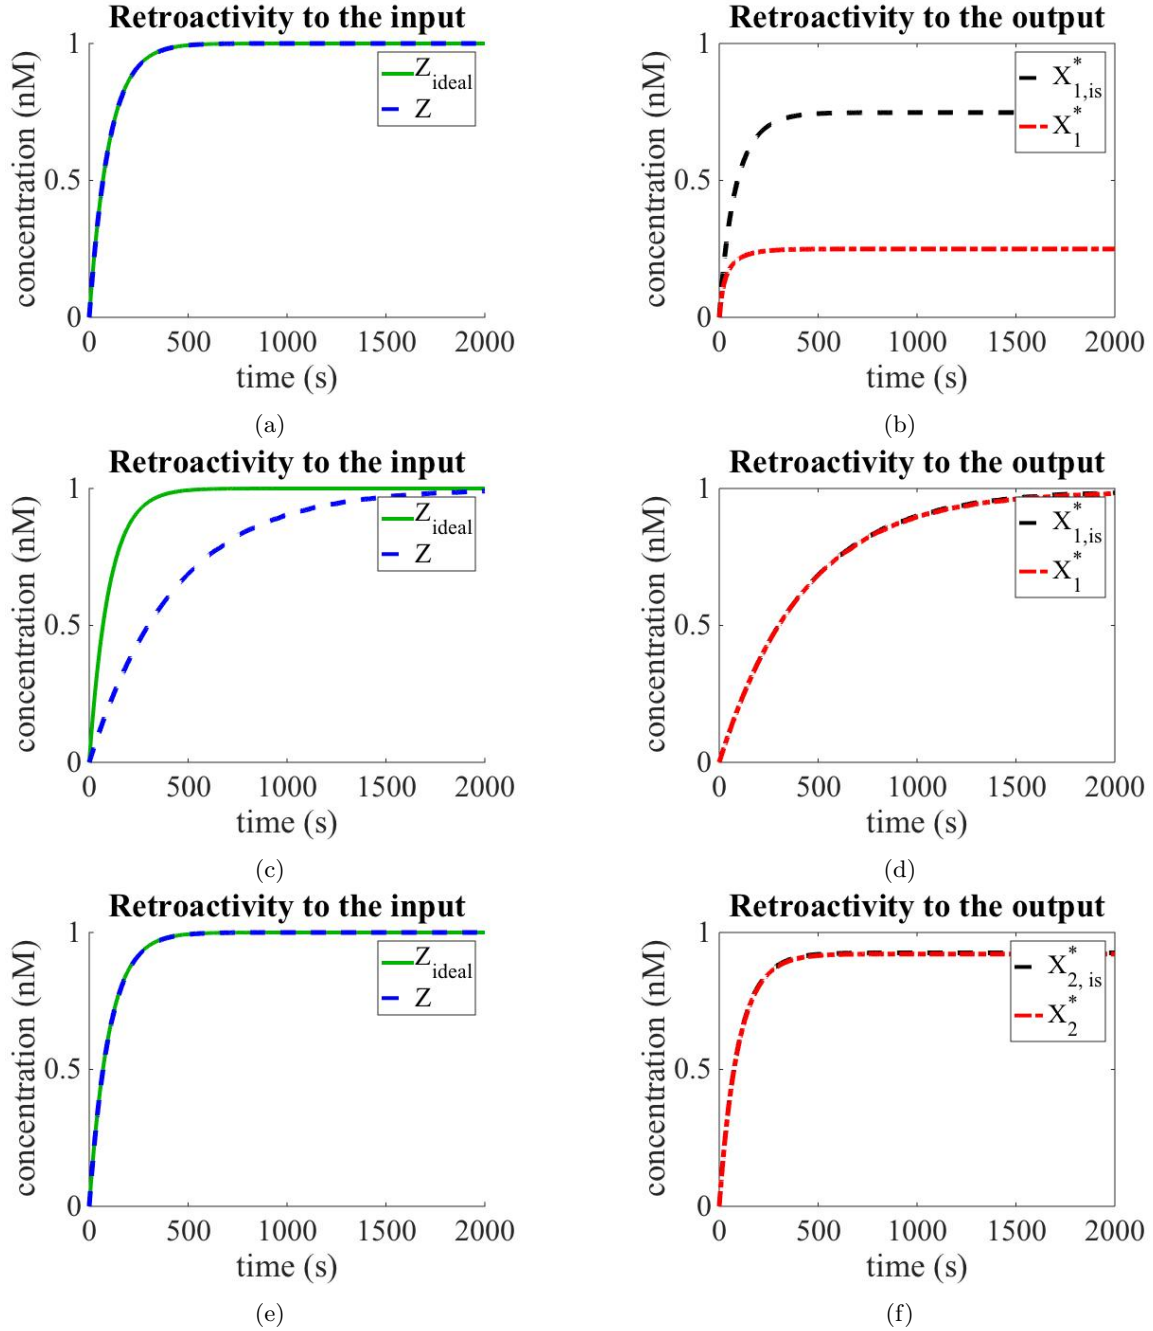 Retroactivity to the input
concentration (nM)
1
0.5
0
0 500 1000 1500 2000
time (s)
Z_ideal
Z
(a)
Retroactivity to the output
concentration (nM)
1
0.5
0
0 500 1000 1500 2000
time (s)
X*_1,is
X*_1
(b)
Retroactivity to the input
concentration (nM)
1
0.5
0
0 500 1000 1500 2000
time (s)
Z_ideal
Z
(c)
Retroactivity to the output
concentration (nM)
1
0.5
0
0 500 1000 1500 2000
time (s)
X*_1,is
X*_1
(d)
Retroactivity to the input
concentration (nM)
1
0.5
0
0 500 1000 1500 2000
time (s)
Z_ideal
Z
(e)
Retroactivity to the output
concentration (nM)
1
0.5
0
0 500 1000 1500 2000
time (s)
X*_2, is
X*_2
(f)